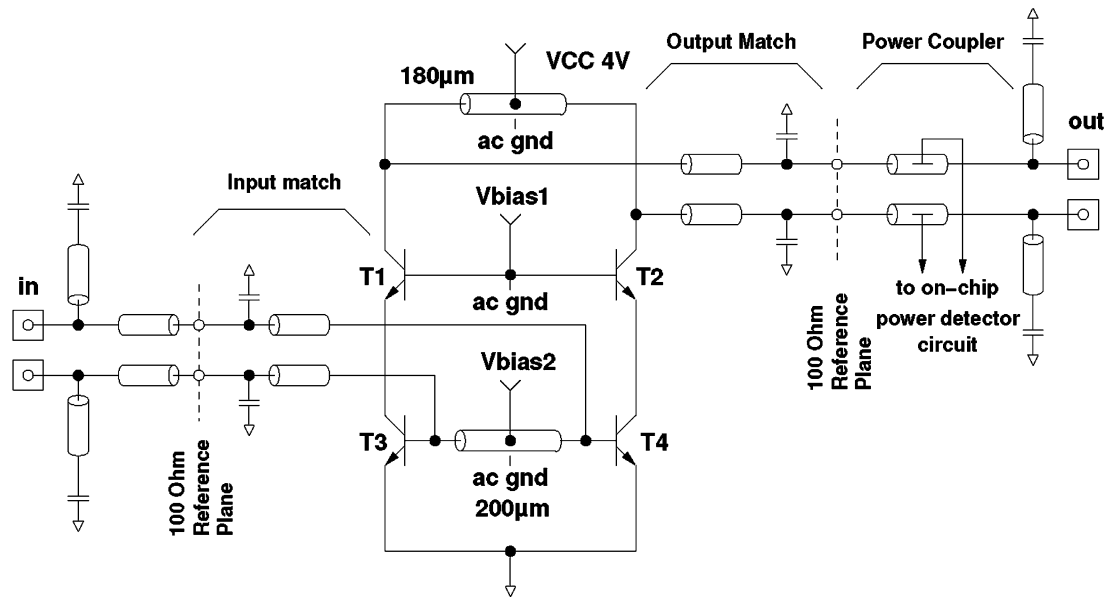 Output Match
Power Coupler
VCC 4V
180µm
ac gnd
out
Input match
Vbias1
T1
T2
in
ac gnd
to on-chip
power detector
circuit
100 Ohm
Reference
Plane
Vbias2
T3
T4
ac gnd
200µm
100 Ohm
Reference
Plane